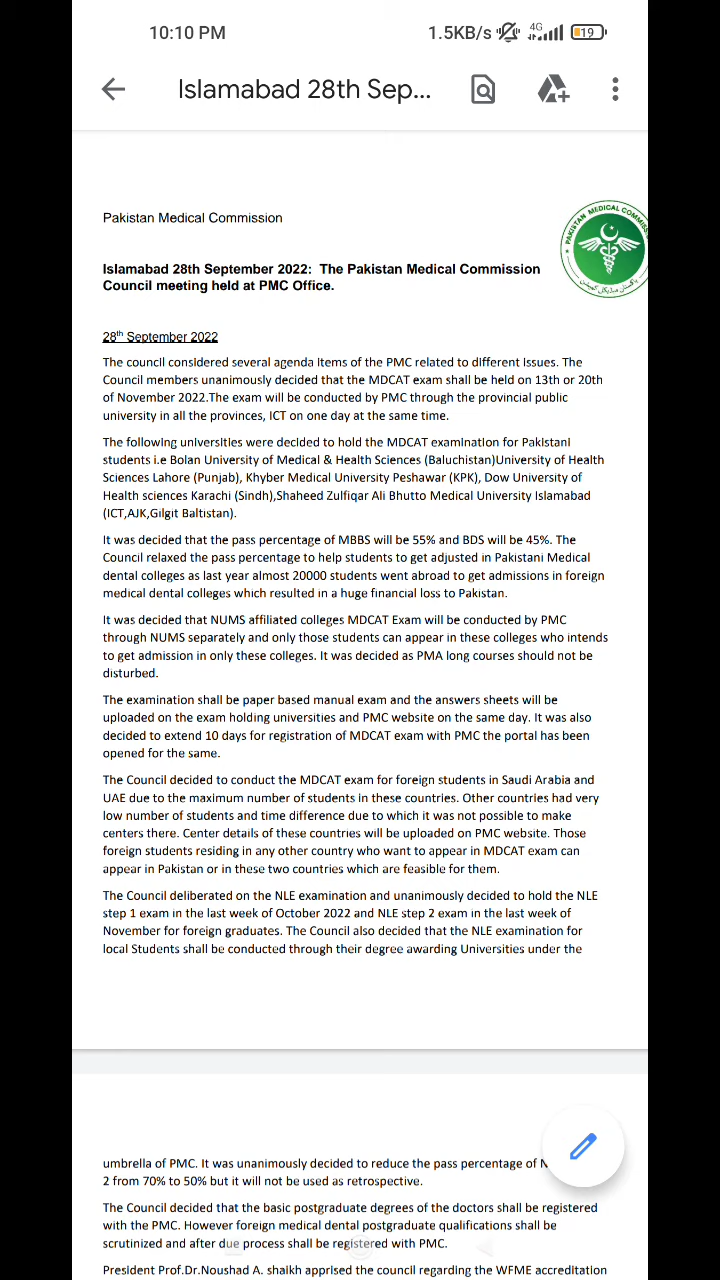 10:10 PM
1.5KB/s 4G 19
Islamabad 28th Sep...
Pakistan Medical Commission
PAKISTAN MEDICAL COMMISS
پاکستان میڈیکل کمیشن
Islamabad 28th September 2022: The Pakistan Medical Commission
Council meeting held at PMC Office.
28th September 2022
The council considered several agenda Items of the PMC related to different Issues. The
Council members unanimously decided that the MDCAT exam shall be held on 13th or 20th
of November 2022.The exam will be conducted by PMC through the provincial public
university in all the provinces, ICT on one day at the same time.
The following universities were decided to hold the MDCAT examination for Pakistani
students i.e Bolan University of Medical & Health Sciences (Baluchistan)University of Health
Sciences Lahore (Punjab), Khyber Medical University Peshawar (KPK), Dow University of
Health sciences Karachi (Sindh),Shaheed Zulfiqar Ali Bhutto Medical University Islamabad
(ICT,AJK,Gilgit Baltistan).
It was decided that the pass percentage of MBBS will be 55% and BDS will be 45%. The
Council relaxed the pass percentage to help students to get adjusted in Pakistani Medical
dental colleges as last year almost 20000 students went abroad to get admissions in foreign
medical dental colleges which resulted in a huge financial loss to Pakistan.
It was decided that NUMS affiliated colleges MDCAT Exam will be conducted by PMC
through NUMS separately and only those students can appear in these colleges who intends
to get admission in only these colleges. It was decided as PMA long courses should not be
disturbed.
The examination shall be paper based manual exam and the answers sheets will be
uploaded on the exam holding universities and PMC website on the same day. It was also
decided to extend 10 days for registration of MDCAT exam with PMC the portal has been
opened for the same.
The Council decided to conduct the MDCAT exam for foreign students in Saudi Arabia and
UAE due to the maximum number of students in these countries. Other countries had very
low number of students and time difference due to which it was not possible to make
centers there. Center details of these countries will be uploaded on PMC website. Those
foreign students residing in any other country who want to appear in MDCAT exam can
appear in Pakistan or in these two countries which are feasible for them.
The Council deliberated on the NLE examination and unanimously decided to hold the NLE
step 1 exam in the last week of October 2022 and NLE step 2 exam in the last week of
November for foreign graduates. The Council also decided that the NLE examination for
local Students shall be conducted through their degree awarding Universities under the
umbrella of PMC. It was unanimously decided to reduce the pass percentage of N
2 from 70% to 50% but it will not be used as retrospective.
The Council decided that the basic postgraduate degrees of the doctors shall be registered
with the PMC. However foreign medical dental postgraduate qualifications shall be
scrutinized and after due process shall be registered with PMC.
President Prof.Dr.Noushad A. shaikh apprised the council regarding the WFME accreditation